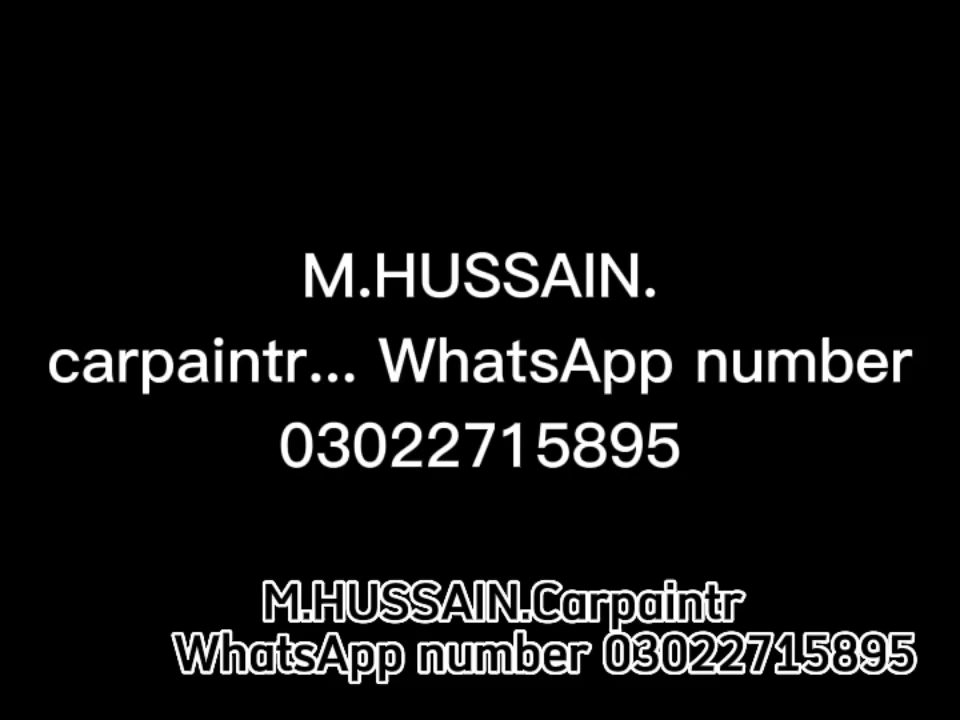 M.HUSSAIN.
carpaintr... WhatsApp number
03022715895
M.HUSSAIN.Carpaintr
WhatsApp number 03022715895